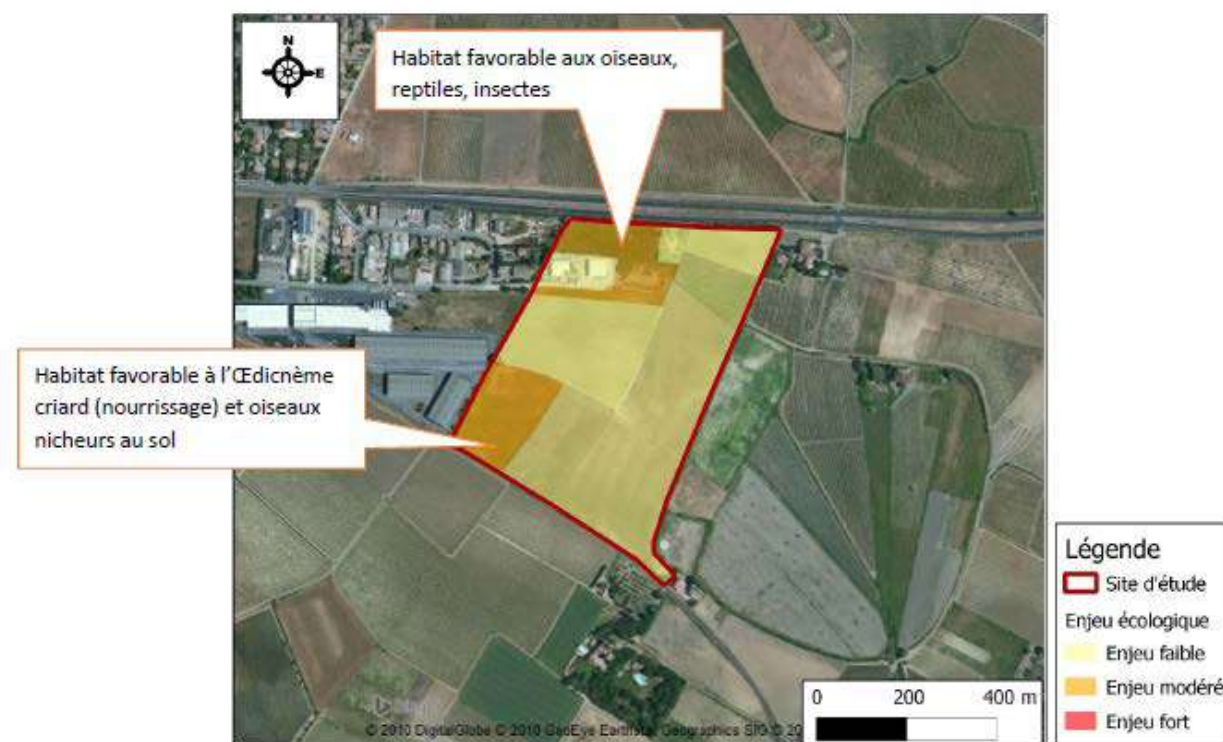 N
E
Habitat favorable aux oiseaux,
reptiles, insectes
Habitat favorable à l'Œdicnème
criard (nourrissage) et oiseaux
nicheurs au sol
Légende
Site d'étude
Enjeu écologique
Enjeu faible
Enjeu modéré
Enjeu fort
0 200 400 m
© 2010 DigitalGlobe © 2010 GeoEye Earthstar Geographics SIO © 20